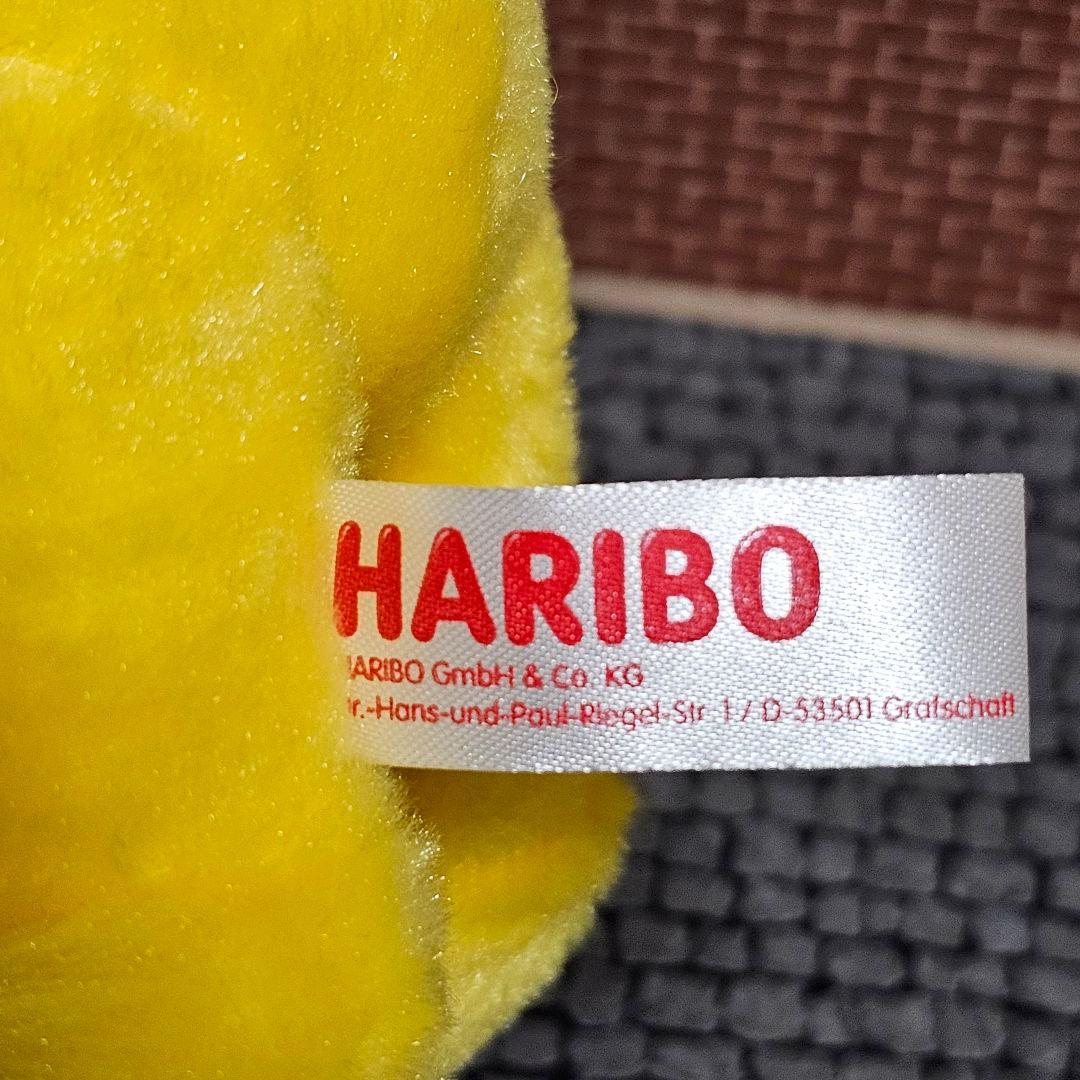 HARIBO
HARIBO GmbH & Co. KG
r.-Hans-und-Paul-Riegel-Str. 1 / D-53501 Grafschaft